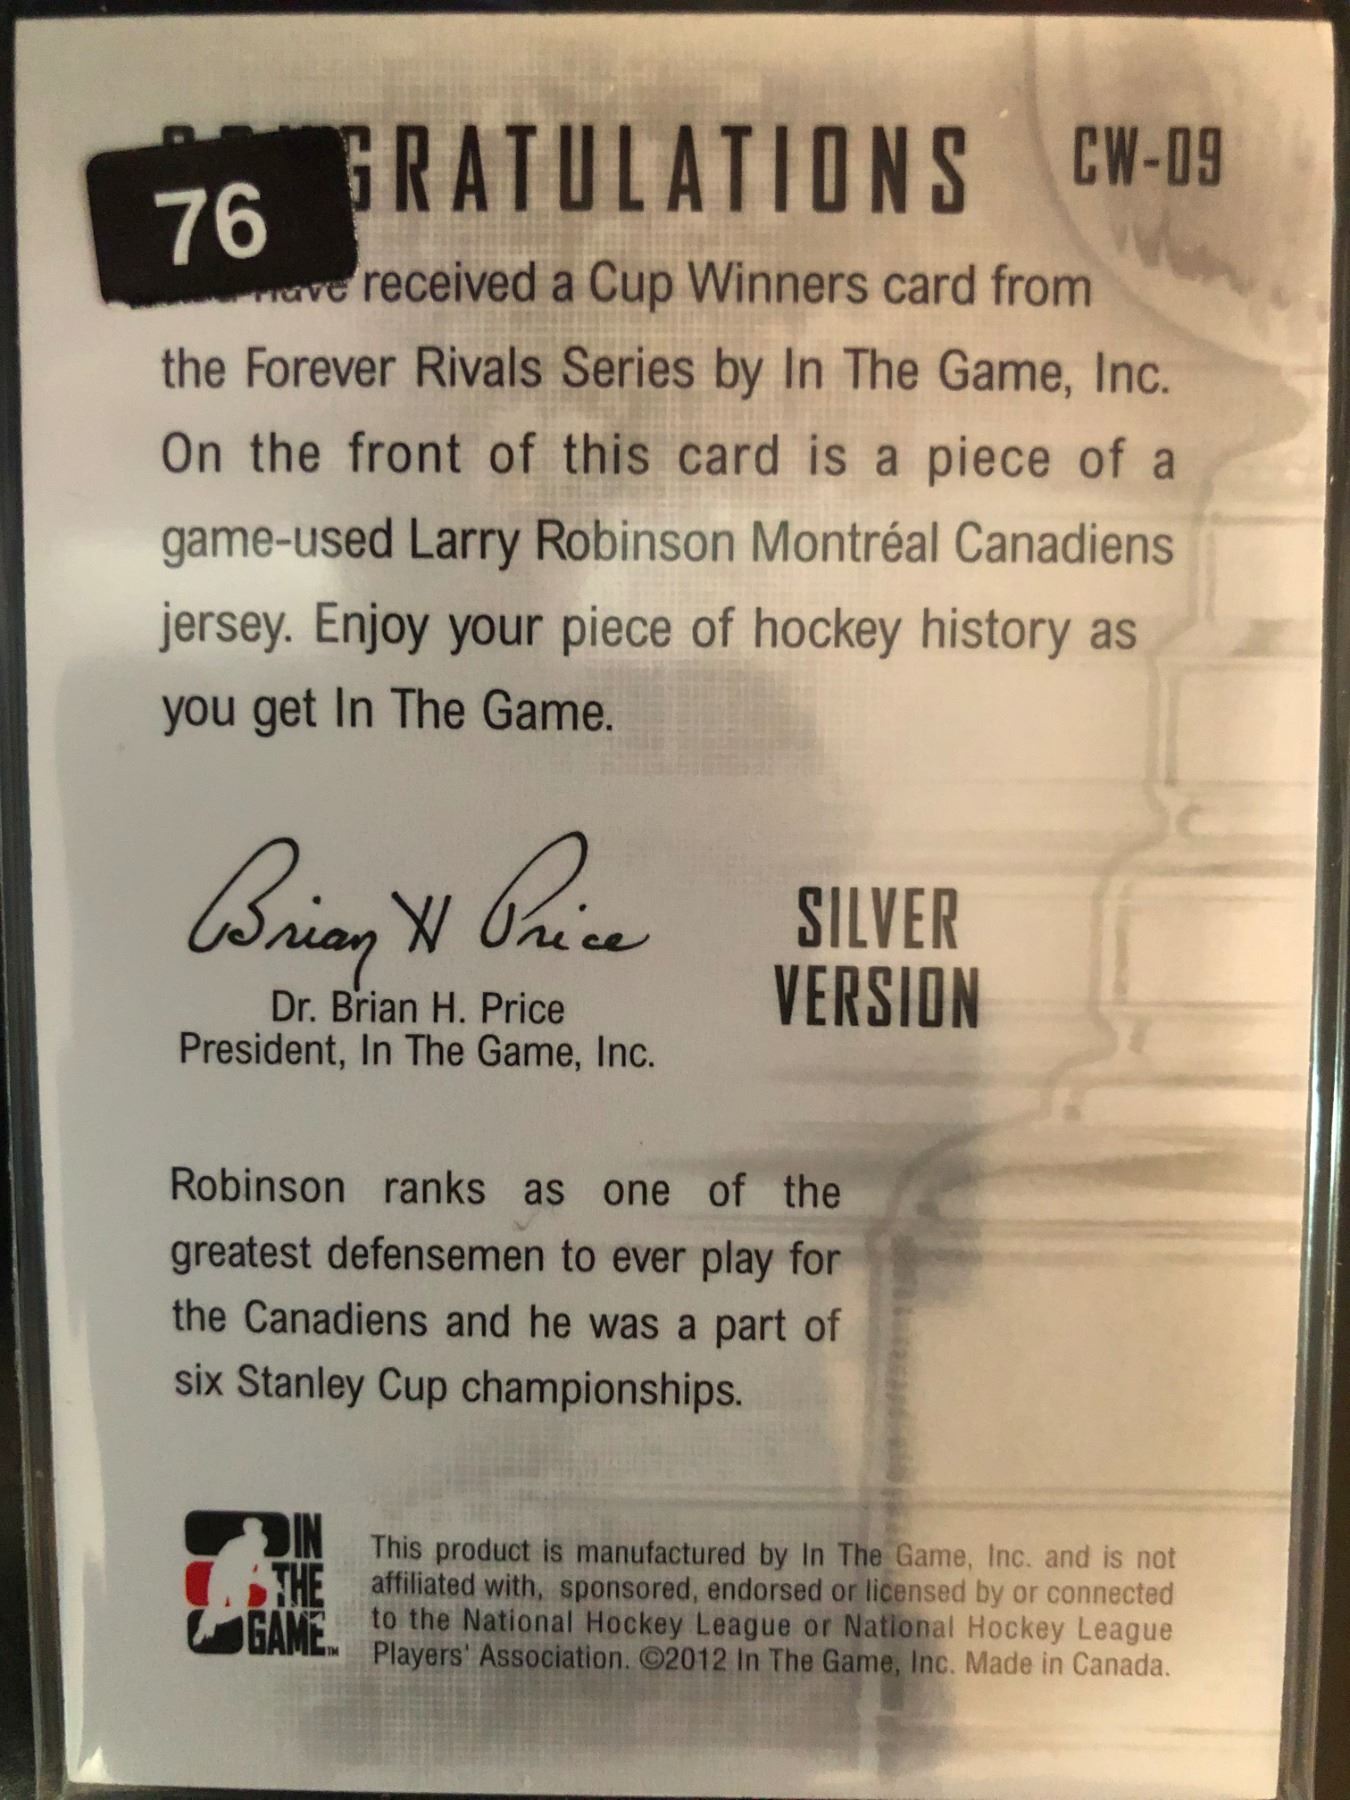 76
GRATULATIONS CW-09
have received a Cup Winners card from
the Forever Rivals Series by In The Game, Inc.
On the front of this card is a piece of a
game-used Larry Robinson Montréal Canadiens
jersey. Enjoy your piece of hockey history as
you get In The Game.
Brian H Price
Dr. Brian H. Price
President, In The Game, Inc.
SILVER
VERSION
Robinson ranks as one of the
greatest defensemen to ever play for
the Canadiens and he was a part of
six Stanley Cup championships.
IN
THE
GAME™
This product is manufactured by In The Game, Inc. and is not
affiliated with, sponsored, endorsed or licensed by or connected
to the National Hockey League or National Hockey League
Players' Association. ©2012 In The Game, Inc. Made in Canada.